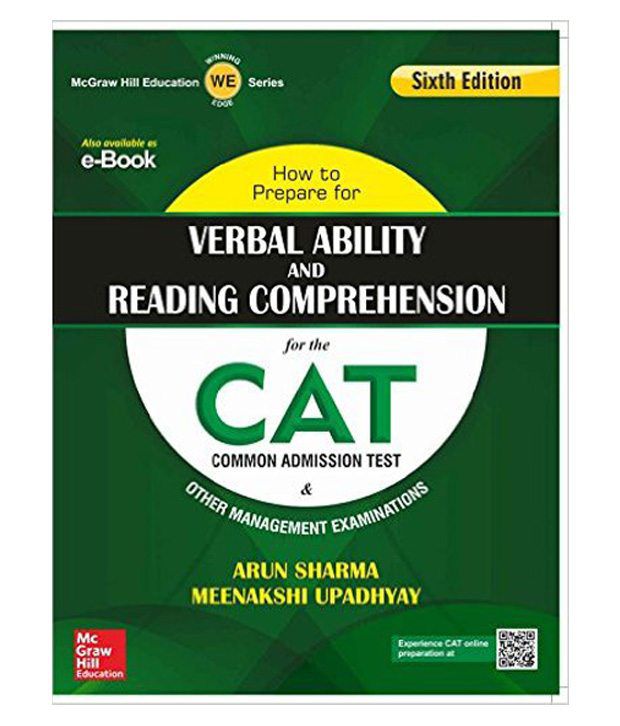 McGraw Hill Education WINNING WE EDGE Series
Sixth Edition
Also available as
e-Book
How to
Prepare for
VERBAL ABILITY
AND
READING COMPREHENSION
for the
CAT
COMMON ADMISSION TEST
&
OTHER MANAGEMENT EXAMINATIONS
ARUN SHARMA
MEENAKSHI UPADHYAY
Mc
Graw
Hill
Education
Experience CAT online
preparation at